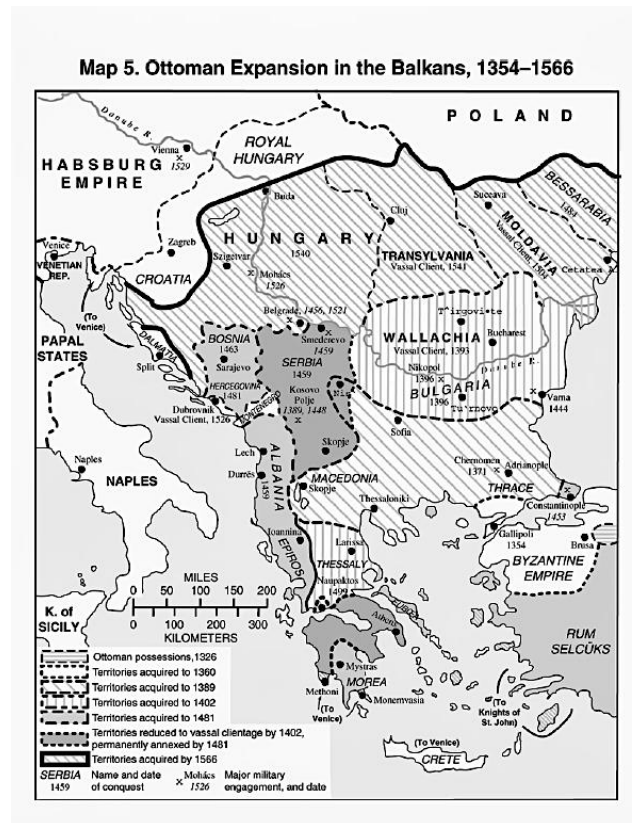 Map 5. Ottoman Expansion in the Balkans, 1354–1566
Danube R.
POLAND
Vienna
1529
ROYAL
HUNGARY
HABSBURG
EMPIRE
BESSARABIA
1484
Buda
Cluj
Suceava
MOLDAVIA
Vassal Client, 1504
HUNGARY
1540
Zagreb
Venice
VENETIAN
REP.
Szigetvar
TRANSYLVANIA
Vassal Client, 1541
CROATIA
Mohács
1526
(To
Venice)
Belgrade, 1456, 1521
Smederevo
1459
WALLACHIA
Vassal Client, 1393
Bucharest
PAPAL
STATES
DALMATIA
BOSNIA
1463
SERBIA
1459
Split
Sarajevo
Nikopol
1396
Danube R.
HERCEGOVINA
1481
Kosovo
Polje
1389, 1448
Nis
BULGARIA
1396
Varna
1444
Dubrovnik
Vassal Client, 1526
MONTENEGRO
Sofia
Lech
Skopje
Chernomen
1371
Adrianople
Naples
NAPLES
Durrës
ALBANIA
1459
MACEDONIA
Skopje
THRACE
Thessaloniki
Constantinople
1453
Ioannina
EPIROS
Larissa
THESSALY
Gallipoli
1354
Brusa
BYZANTINE
EMPIRE
MILES
0 50 100 150 200
Naupaktos
1499
0 50 100 200 300
KILOMETERS
K. of
SICILY
Athens
RUM
SELCÛKS
Mystras
MOREA
Methoni
(To
Venice)
Monemvasia
(To
Knights of
St. John)
(To Venice)
CRETE
Ottoman possessions, 1326
Territories acquired to 1360
Territories acquired to 1389
Territories acquired to 1402
Territories acquired to 1481
Territories reduced to vassal clientage by 1402,
permanently annexed by 1481
Territories acquired by 1566
SERBIA
1459
Name and date
of conquest
x Mohács
1526
Major military
engagement, and date